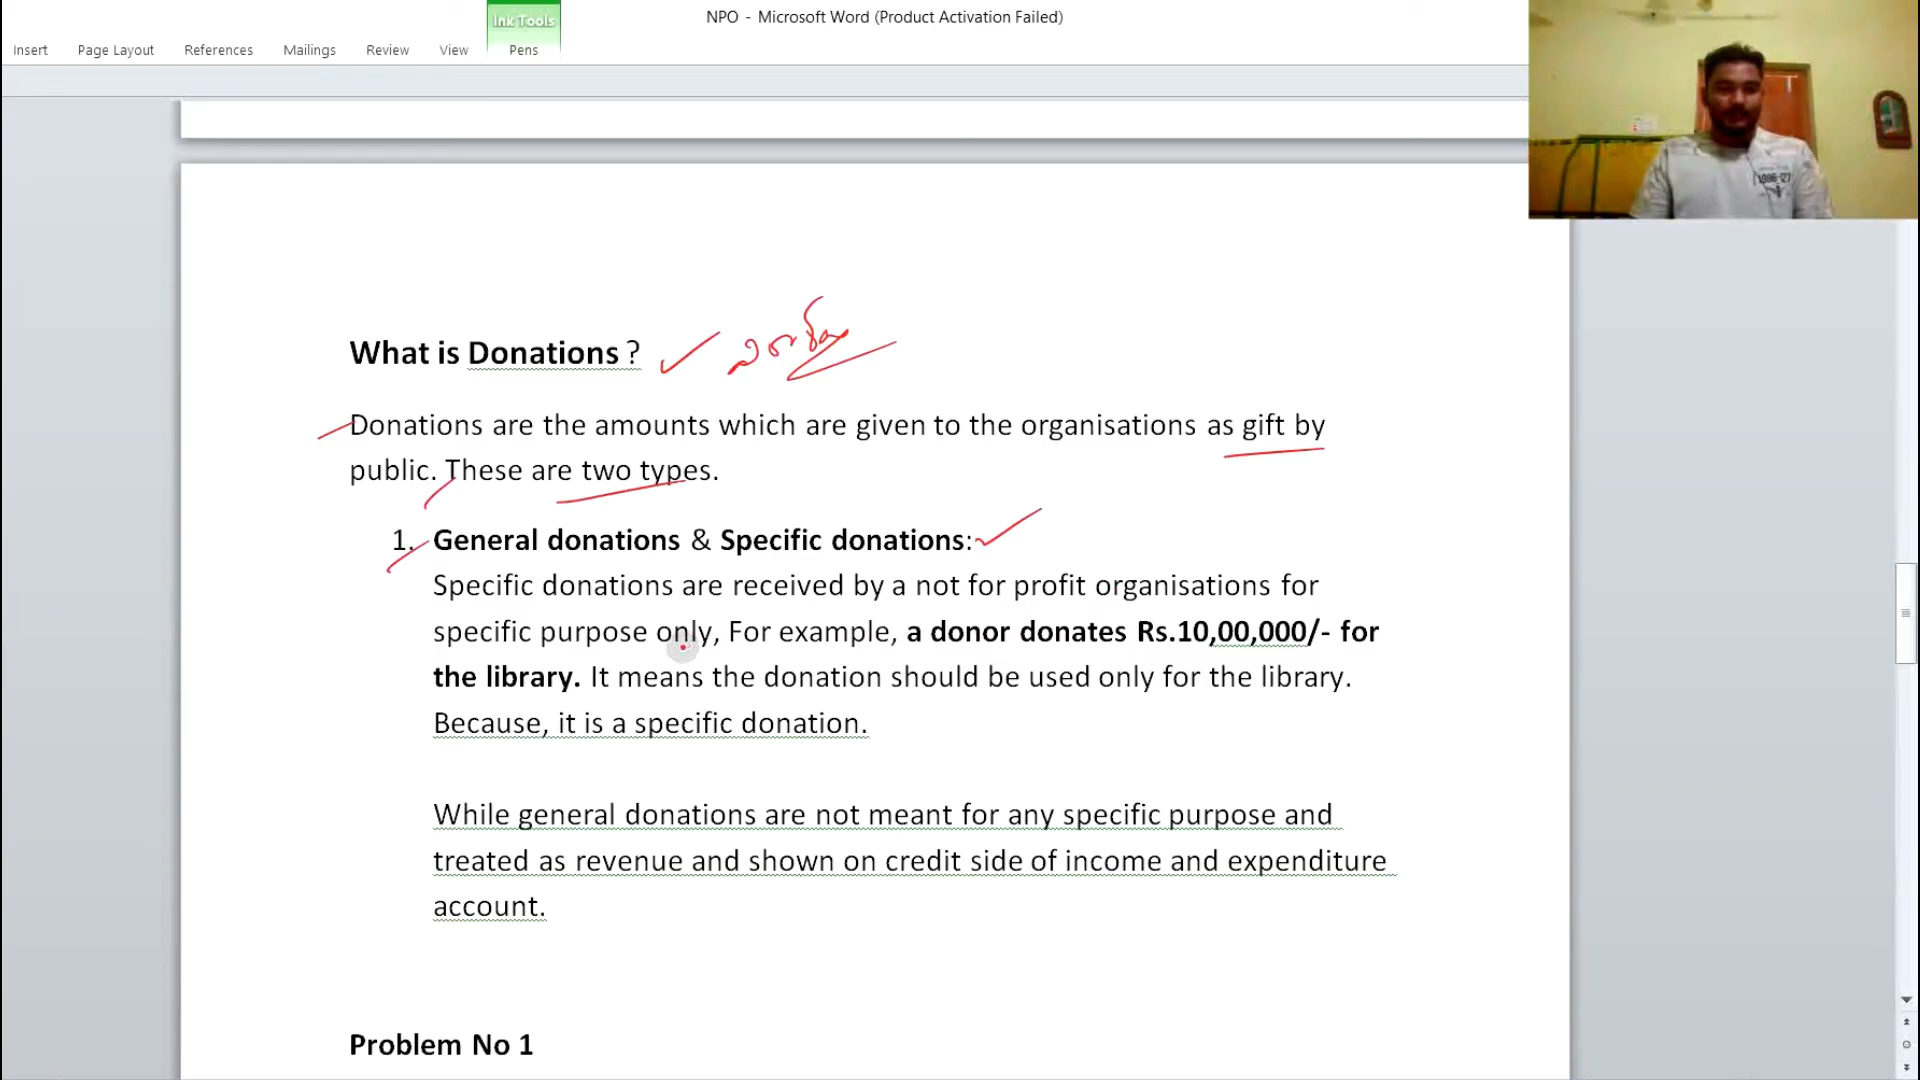 Ink Tools
NPO - Microsoft Word (Product Activation Failed)
Insert Page Layout References Mailings Review View Pens
What is Donations ?
Donations are the amounts which are given to the organisations as gift by
public. These are two types.
1. General donations & Specific donations:
Specific donations are received by a not for profit organisations for
specific purpose only, For example, a donor donates Rs.10,00,000/- for
the library. It means the donation should be used only for the library.
Because, it is a specific donation.
While general donations are not meant for any specific purpose and
treated as revenue and shown on credit side of income and expenditure
account.
Problem No 1